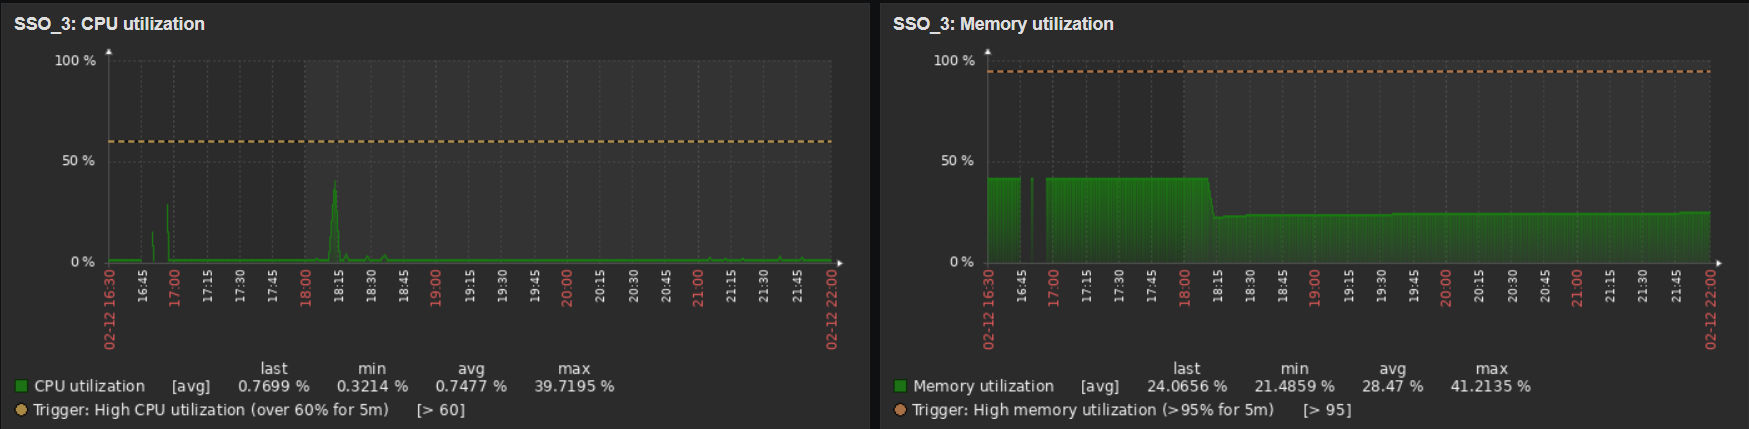 SSO_3: CPU utilization
100 %
50 %
0 %
02-12 16:30 16:45 17:00 17:15 17:30 17:45 18:00 18:15 18:30 18:45 19:00 19:15 19:30 19:45 20:00 20:15 20:30 20:45 21:00 21:15 21:30 21:45 02-12 22:00
last min avg max
CPU utilization [avg] 0.7699 % 0.3214 % 0.7477 % 39.7195 %
Trigger: High CPU utilization (over 60% for 5m) [> 60]
SSO_3: Memory utilization
100 %
50 %
0 %
02-12 16:30 16:45 17:00 17:15 17:30 17:45 18:00 18:15 18:30 18:45 19:00 19:15 19:30 19:45 20:00 20:15 20:30 20:45 21:00 21:15 21:30 21:45 02-12 22:00
last min avg max
Memory utilization [avg] 24.0656 % 21.4859 % 28.47 % 41.2135 %
Trigger: High memory utilization (>95% for 5m) [> 95]